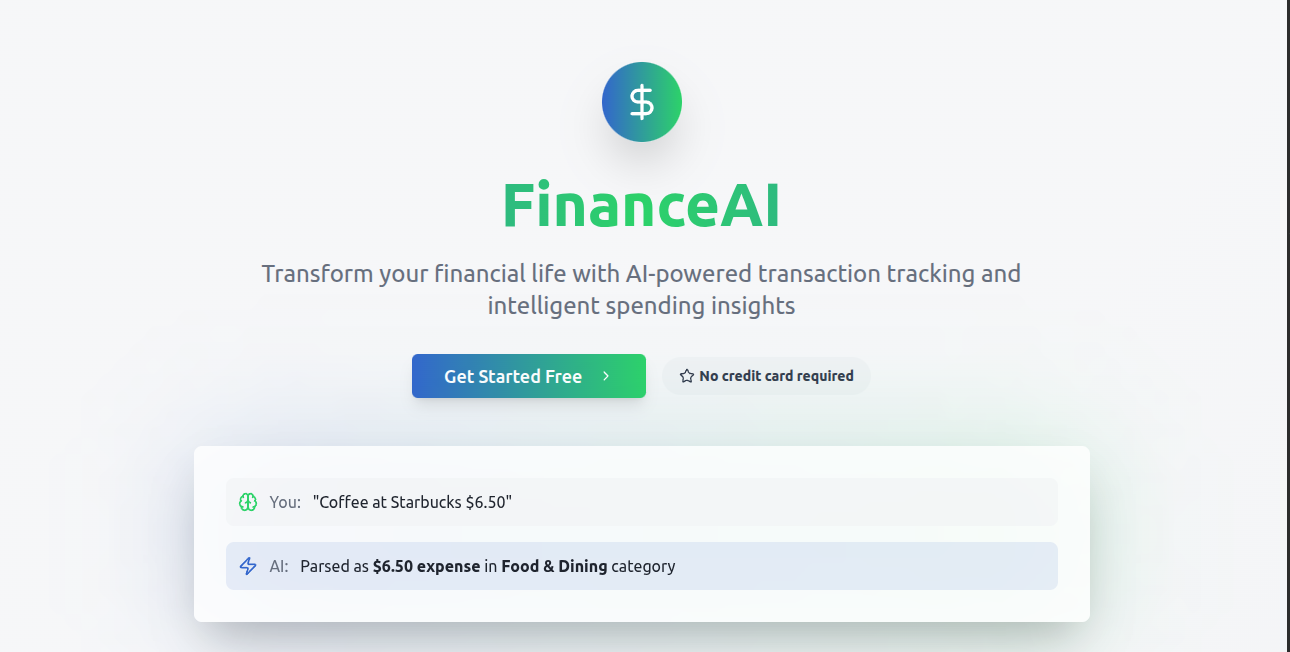 $
FinanceAI
Transform your financial life with AI-powered transaction tracking and
intelligent spending insights
Get Started Free
No credit card required
You: "Coffee at Starbucks $6.50"
AI: Parsed as $6.50 expense in Food & Dining category